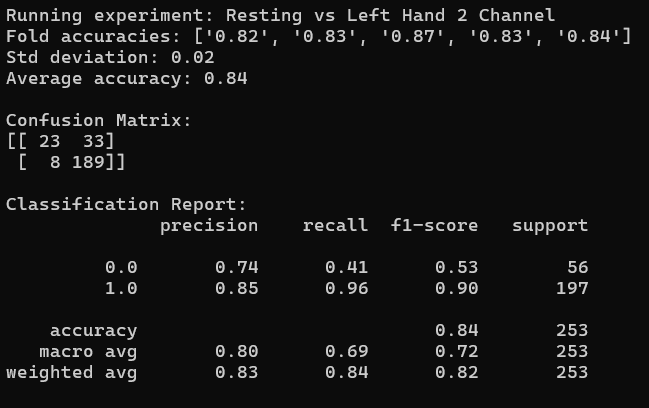 Running experiment: Resting vs Left Hand 2 Channel
Fold accuracies: ['0.82', '0.83', '0.87', '0.83', '0.84']
Std deviation: 0.02
Average accuracy: 0.84

Confusion Matrix:
[[ 23  33]
 [  8 189]]

Classification Report:
              precision    recall  f1-score   support

         0.0       0.74      0.41      0.53        56
         1.0       0.85      0.96      0.90       197

    accuracy                           0.84       253
   macro avg       0.80      0.69      0.72       253
weighted avg       0.83      0.84      0.82       253